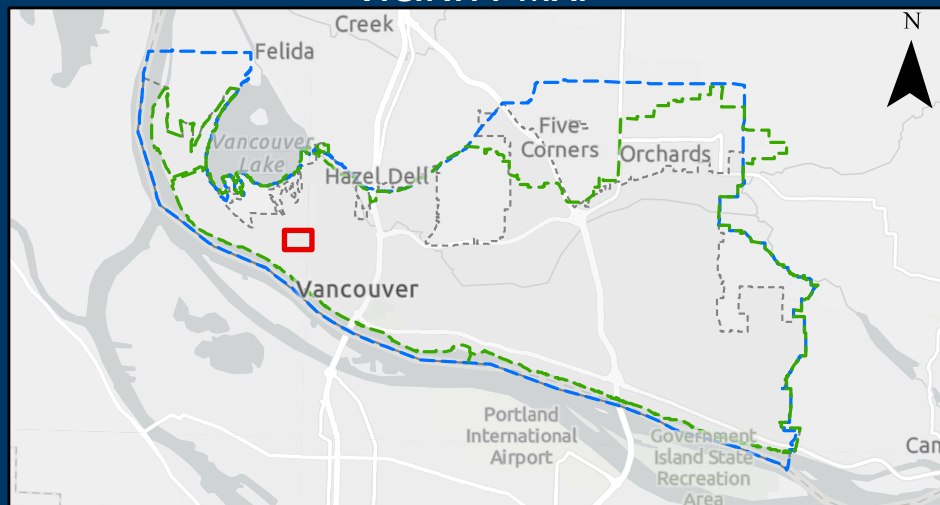 N
Creek
Felida
Vancouver
Lake
Five-
Corners
Orchards
Hazel Dell
Vancouver
Portland
International
Airport
Government
Island State
Recreation
Area